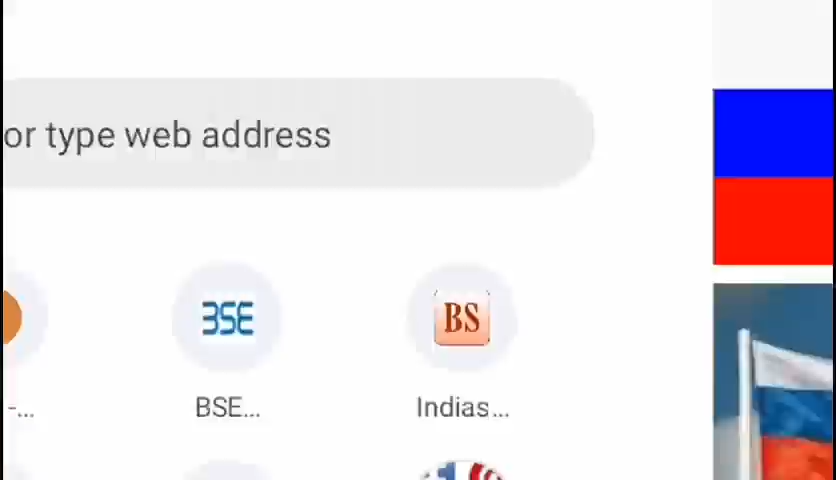 or type web address
BSE
BS
-...
BSE...
Indias...